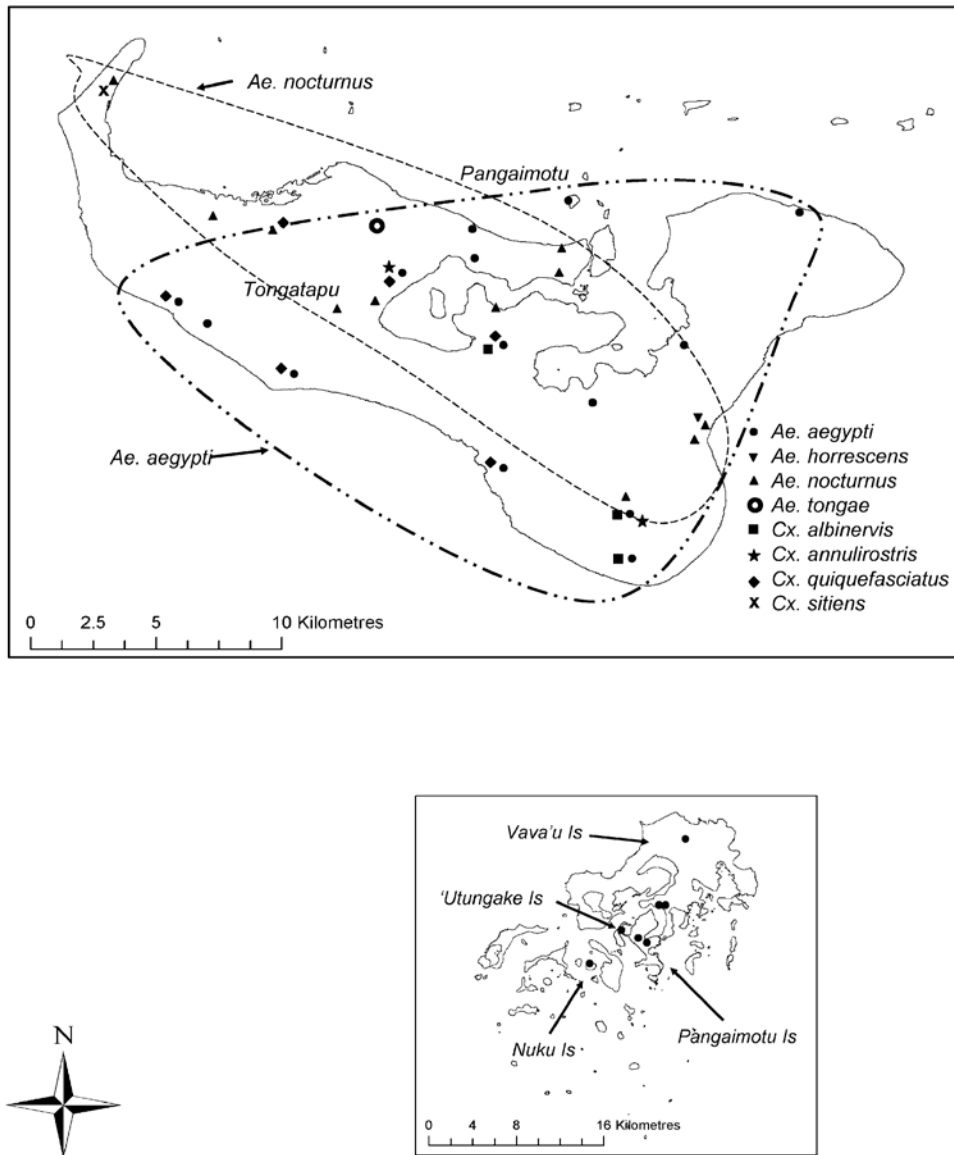 Ae. nocturnus
Pangaimotu
Tongatapu
Ae. aegypti
Ae. aegypti
Ae. horrescens
Ae. nocturnus
Ae. tongae
Cx. albinervis
Cx. annulirostris
Cx. quiquefasciatus
Cx. sitiens
0 2.5 5 10 Kilometres
Vava'u Is
'Utungake Is
Nuku Is
Pangaimotu Is
N
0 4 8 16 Kilometres